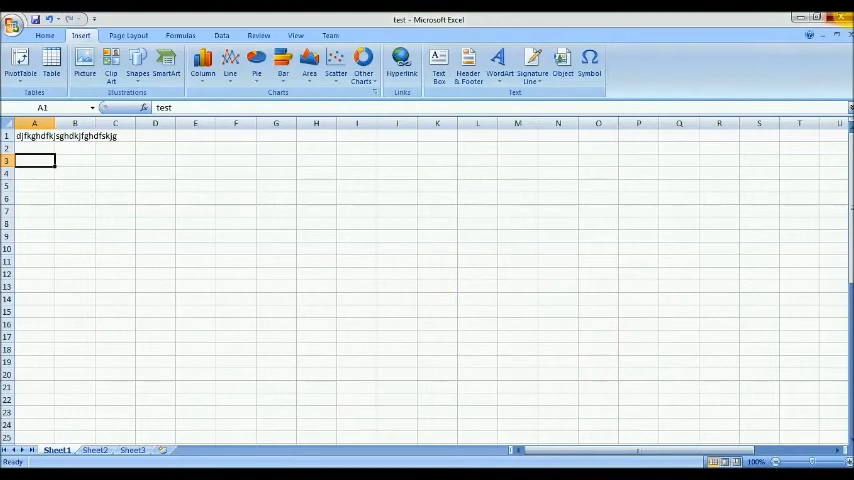 test - Microsoft Excel
Home Insert Page Layout Formulas Data Review View Team
PivotTable Table Picture Clip Art Shapes SmartArt Column Line Pie Bar Area Scatter Other Charts Hyperlink Text Box Header & Footer WordArt Signature Line Object Symbol
Tables Illustrations Charts Links Text
A1 fx test
A B C D E F G H I J K L M N O P Q R S T U
1 djfkghdfkjsghdkjfghdfskjg
2
3
4
5
6
7
8
9
10
11
12
13
14
15
16
17
18
19
20
21
22
23
24
25
Sheet1 Sheet2 Sheet3
Ready 100%